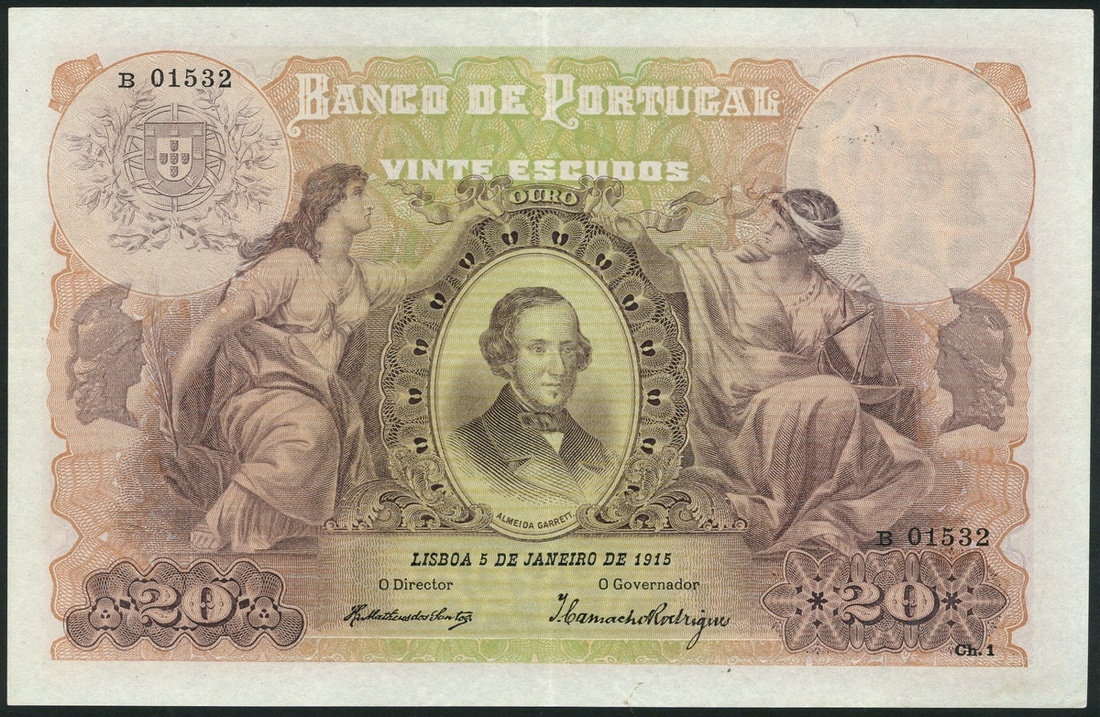 B 01532
BANCO DE PORTUGAL
VINTE ESCUDOS
OURO
ALMEIDA GARRETT
B 01532
LISBOA 5 DE JANEIRO DE 1915
O Director
O Governador
J. Camacho Rodrigues
20
20
Ch. 1